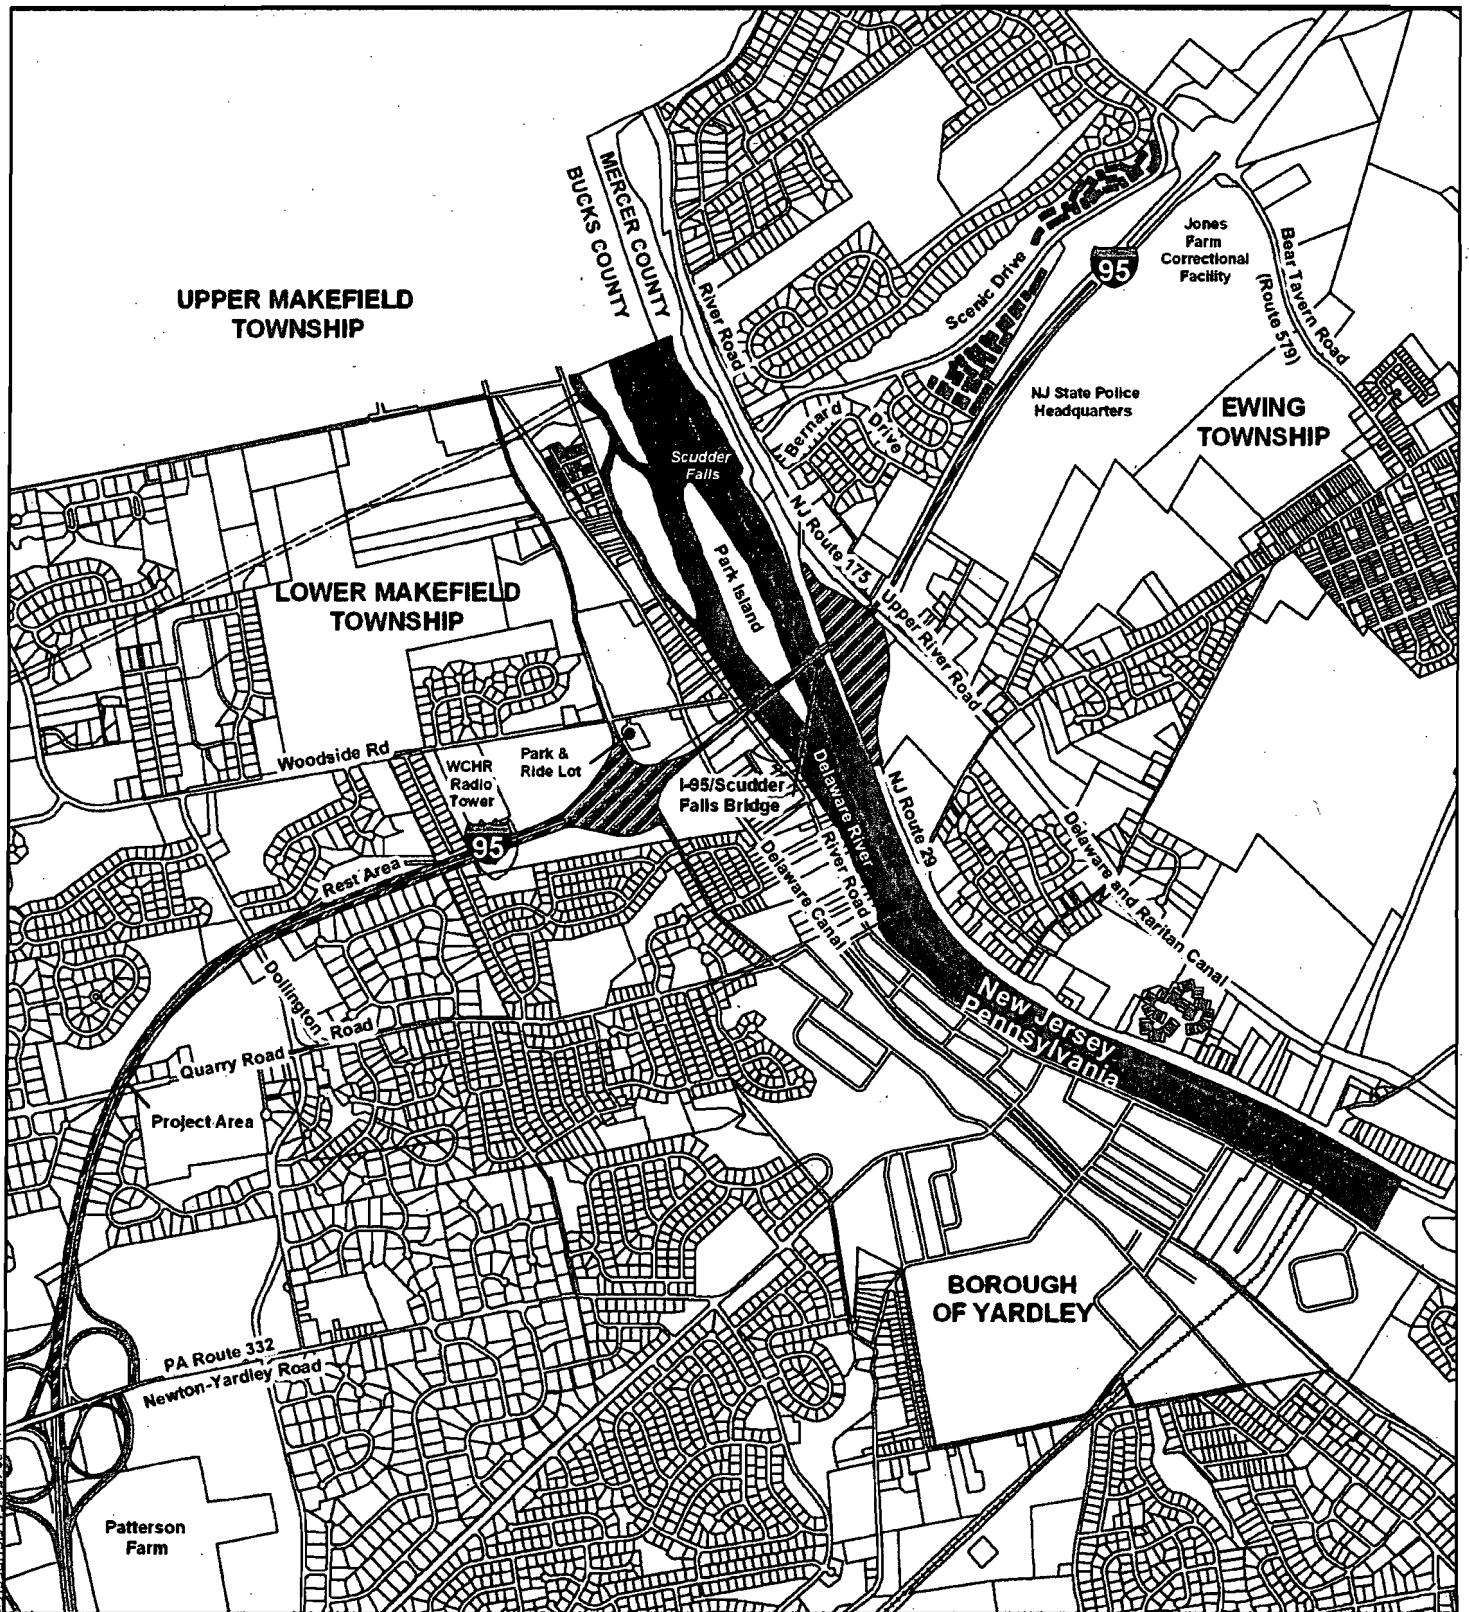 MERCER COUNTY
BUCKS COUNTY
UPPER MAKEFIELD
TOWNSHIP
River Road
Scenic Drive
95
Jones
Farm
Correctional
Facility
Bear Tavern Road
(Route 579)
NJ State Police
Headquarters
EWING
TOWNSHIP
Bernard
Drive
Scudder
Falls
NJ Route 175
Upper River Road
Park Island
LOWER MAKEFIELD
TOWNSHIP
Woodside Rd
WCHR
Radio
Tower
Park &
Ride Lot
I-95/Scudder
Falls Bridge
Delaware River
NJ Route 29
River Road
Delaware Canal
Delaware and Raritan Canal
95
Rest Area
Dollington
Road
Quarry Road
Project Area
New Jersey
Pennsylvania
BOROUGH
OF YARDLEY
PA Route 332
Newton-Yardley Road
Patterson
Farm